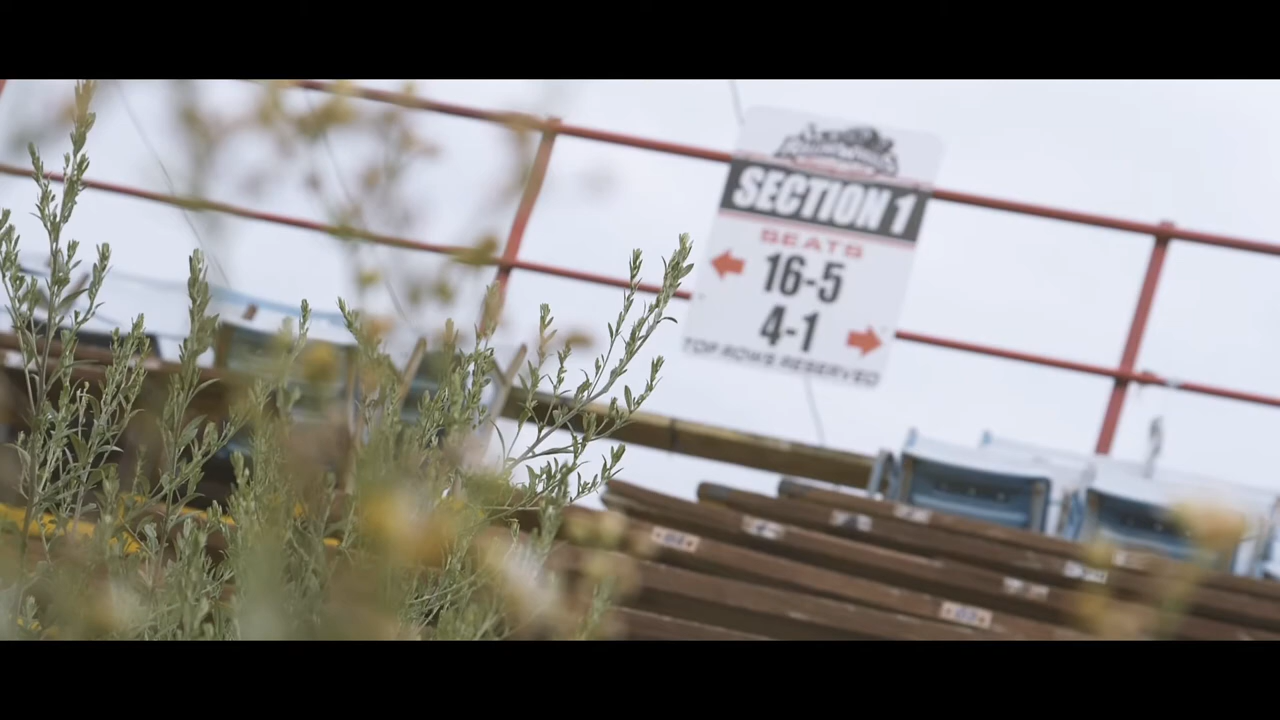 SECTION 1
SEATS
16-5
4-1
TOP ROWS RESERVED